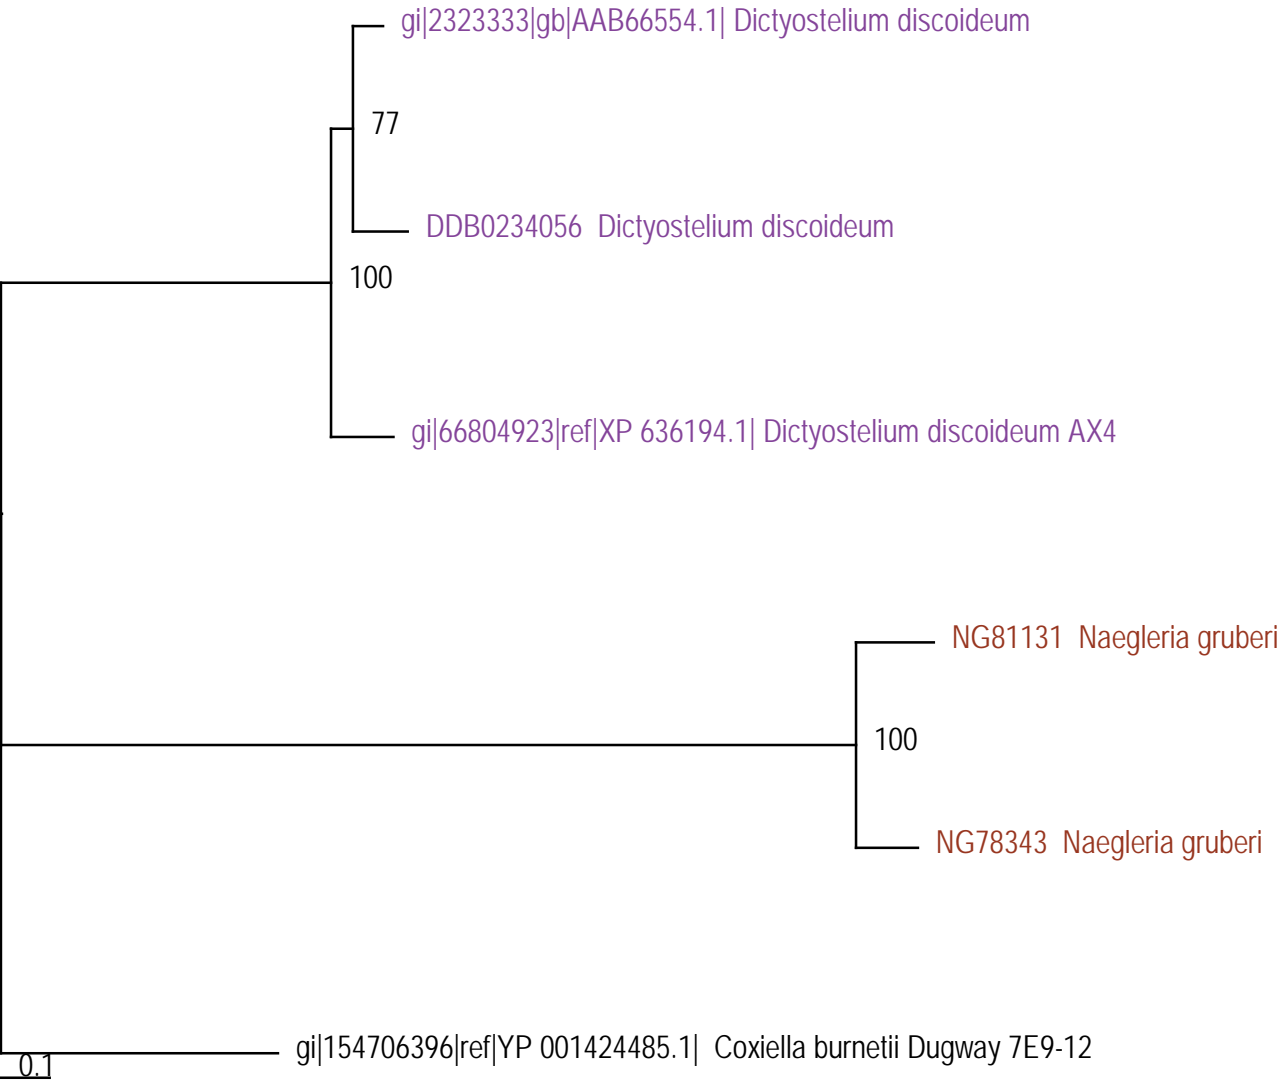 gi|2323333|gb|AAB66554.1| Dictyostelium discoideum
77
DDB0234056 Dictyostelium discoideum
100
gi|66804923|ref|XP 636194.1| Dictyostelium discoideum AX4
NG81131 Naegleria gruberi
100
NG78343 Naegleria gruberi
gi|154706396|ref|YP 001424485.1| Coxiella burnetii Dugway 7E9-12
0.1